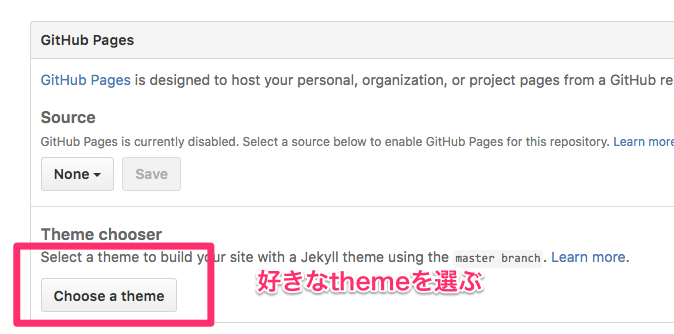 GitHub Pages
GitHub Pages is designed to host your personal, organization, or project pages from a GitHub re
Source
GitHub Pages is currently disabled. Select a source below to enable GitHub Pages for this repository. Learn more
None Save
Theme chooser
Select a theme to build your site with a Jekyll theme using the master branch. Learn more.
Choose a theme
好きなthemeを選ぶ